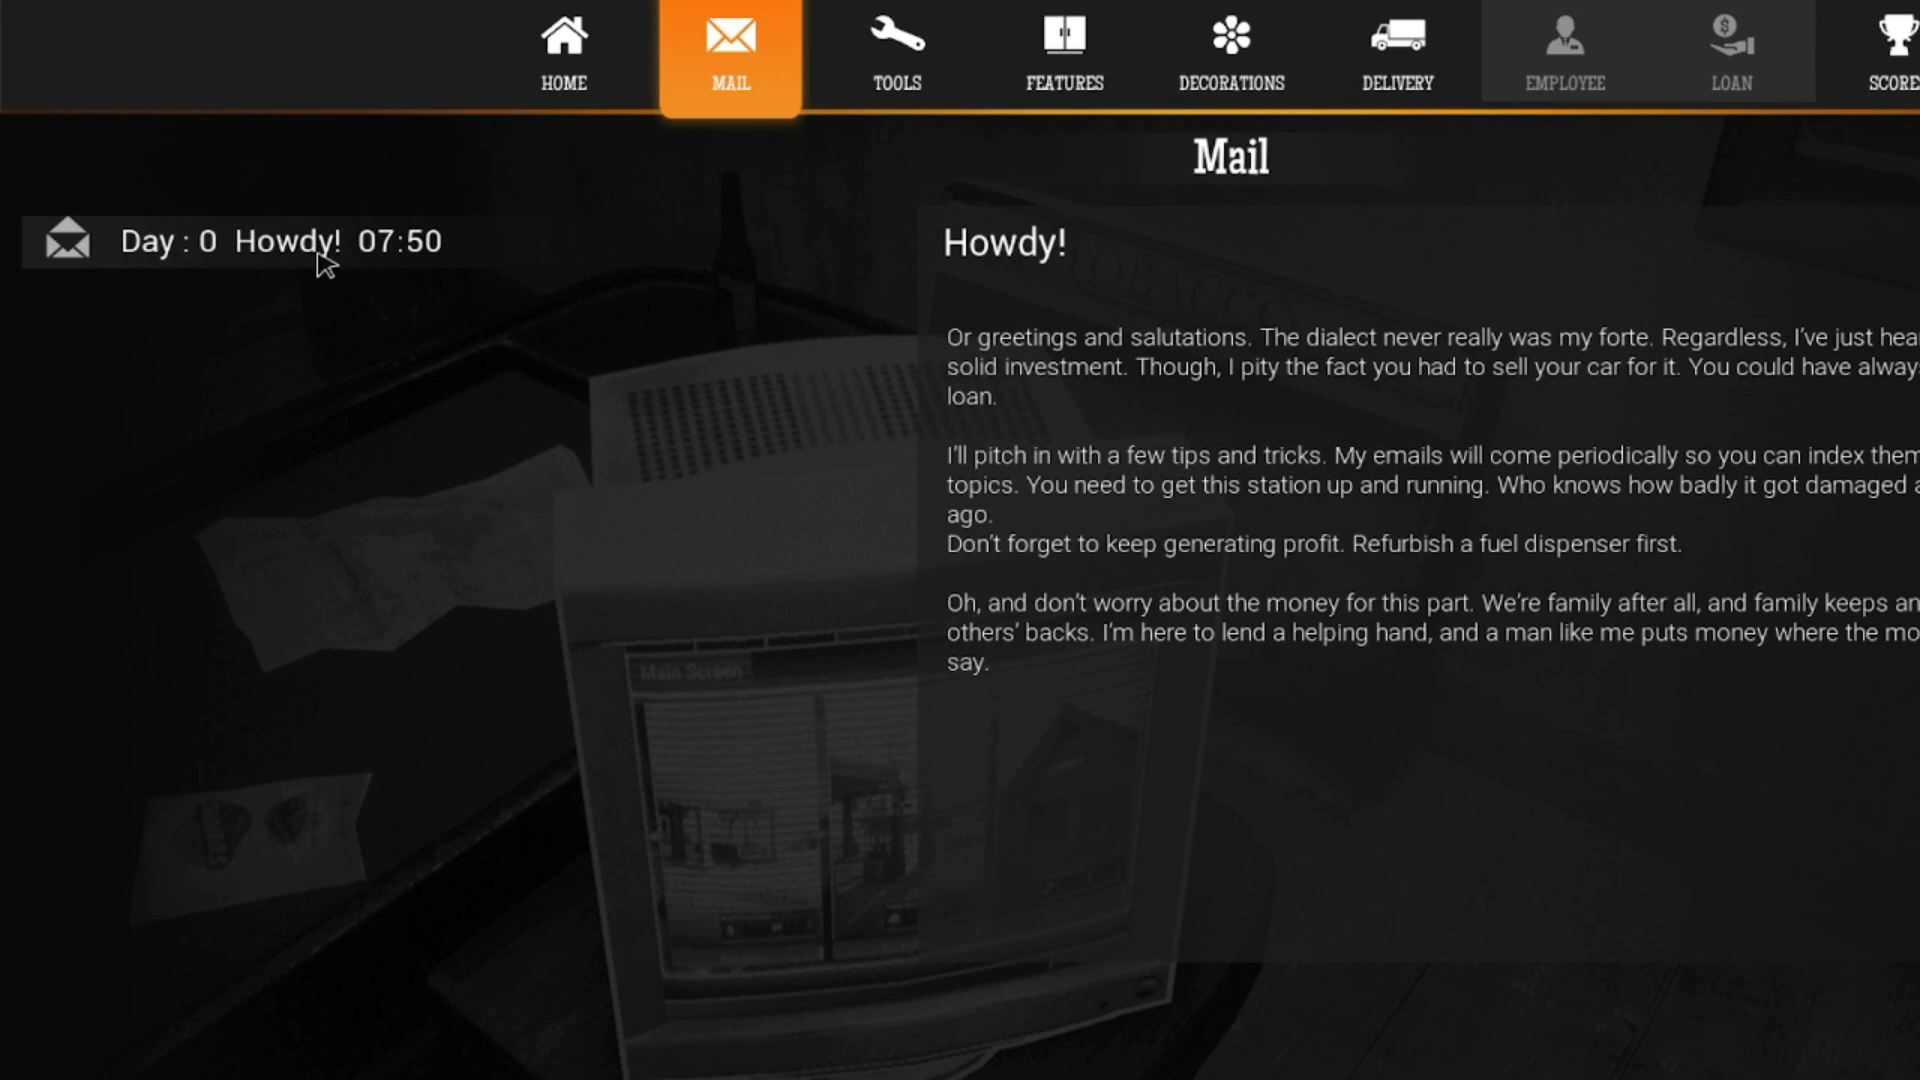 HOME
MAIL
TOOLS
FEATURES
DECORATIONS
DELIVERY
EMPLOYEE
LOAN
SCORE
Mail
Day : 0 Howdy! 07:50
Howdy!
Or greetings and salutations. The dialect never really was my forte. Regardless, I've just hear
solid investment. Though, I pity the fact you had to sell your car for it. You could have always
loan.
I'll pitch in with a few tips and tricks. My emails will come periodically so you can index them
topics. You need to get this station up and running. Who knows how badly it got damaged a
ago.
Don't forget to keep generating profit. Refurbish a fuel dispenser first.
Oh, and don't worry about the money for this part. We're family after all, and family keeps an
others' backs. I'm here to lend a helping hand, and a man like me puts money where the mo
say.
Main Screen
TOBACCO